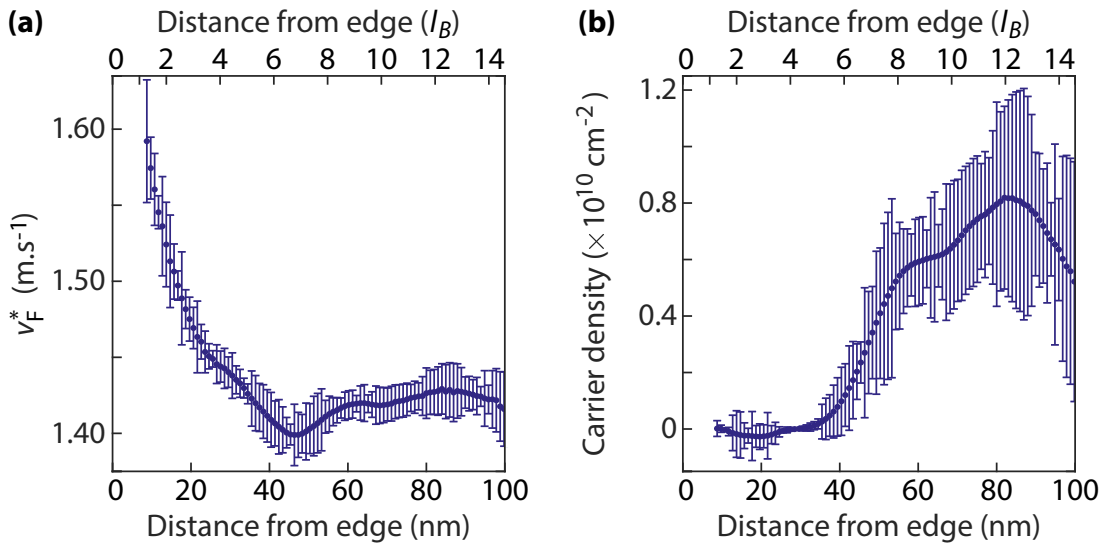 (a)
Distance from edge (l_B)
0 2 4 6 8 10 12 14
1.60
1.50
1.40
v_F^* (m.s⁻¹)
0 20 40 60 80 100
Distance from edge (nm)
(b)
Distance from edge (l_B)
0 2 4 6 8 10 12 14
1.2
0.8
0.4
0
Carrier density (× 10¹⁰ cm⁻²)
0 20 40 60 80 100
Distance from edge (nm)